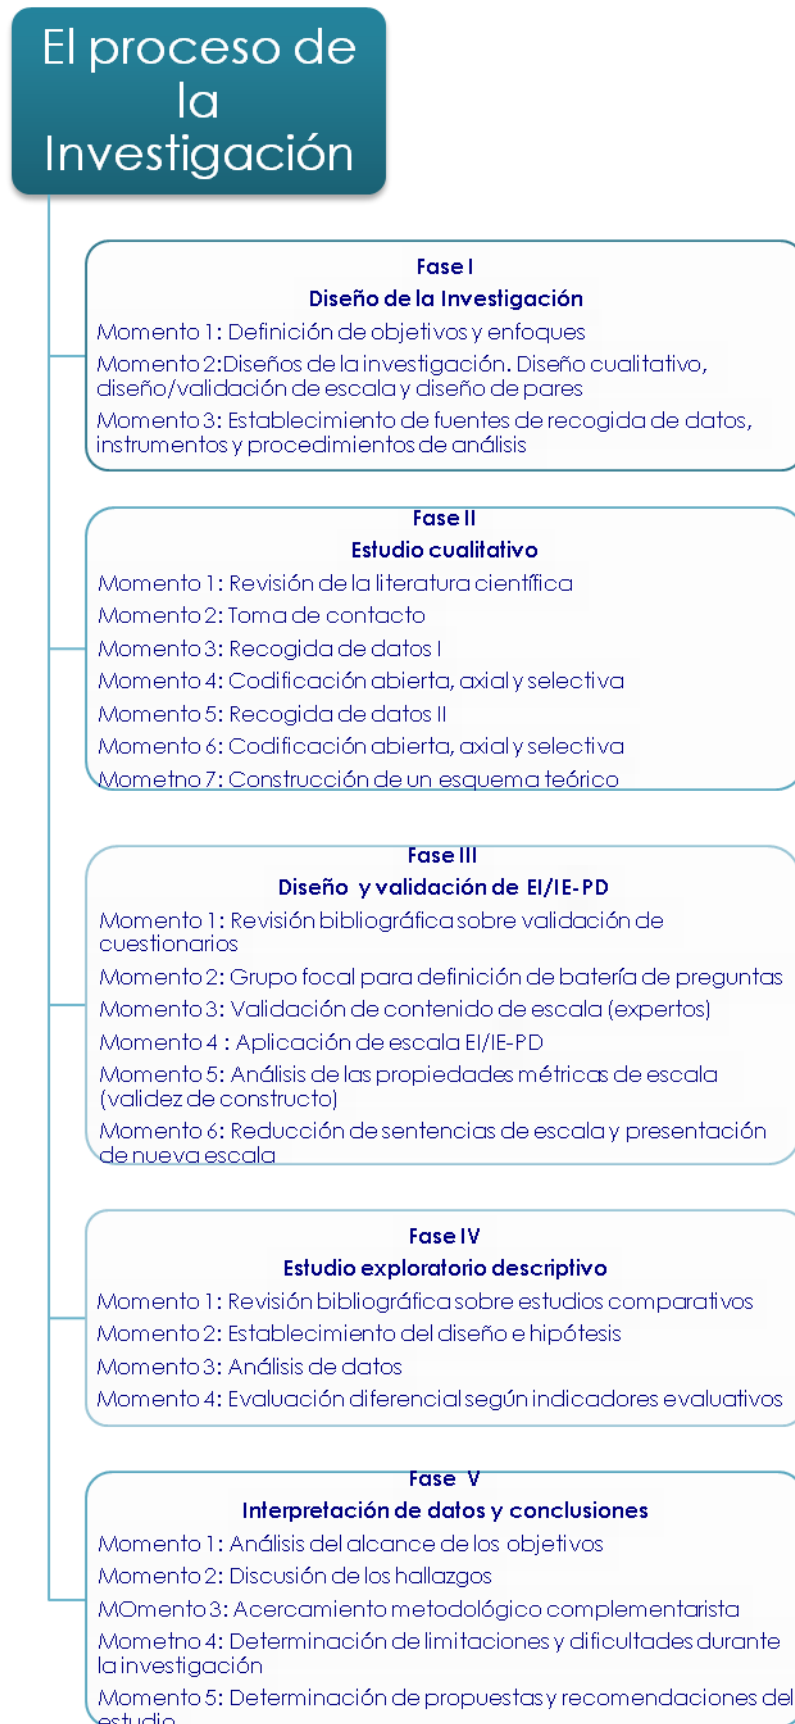 El proceso de
la
Investigación
Fase I
Diseño de la Investigación
Momento 1: Definición de objetivos y enfoques
Momento 2:Diseños de la investigación. Diseño cualitativo,
diseño/validación de escala y diseño de pares
Momento 3: Establecimiento de fuentes de recogida de datos,
instrumentos y procedimientos de análisis
Fase II
Estudio cualitativo
Momento 1: Revisión de la literatura científica
Momento 2: Toma de contacto
Momento 3: Recogida de datos I
Momento 4: Codificación abierta, axial y selectiva
Momento 5: Recogida de datos II
Momento 6: Codificación abierta, axial y selectiva
Mometno 7: Construcción de un esquema teórico
Fase III
Diseño y validación de EI/IE-PD
Momento 1: Revisión bibliográfica sobre validación de
cuestionarios
Momento 2: Grupo focal para definición de batería de preguntas
Momento 3: Validación de contenido de escala (expertos)
Momento 4 : Aplicación de escala EI/IE-PD
Momento 5: Análisis de las propiedades métricas de escala
(validez de constructo)
Momento 6: Reducción de sentencias de escala y presentación
de nueva escala
Fase IV
Estudio exploratorio descriptivo
Momento 1: Revisión bibliográfica sobre estudios comparativos
Momento 2: Establecimiento del diseño e hipótesis
Momento 3: Análisis de datos
Momento 4: Evaluación diferencial según indicadores evaluativos
Fase V
Interpretación de datos y conclusiones
Momento 1: Análisis del alcance de los objetivos
Momento 2: Discusión de los hallazgos
MOmento 3: Acercamiento metodológico complementarista
Mometno 4: Determinación de limitaciones y dificultades durante
la investigación
Momento 5: Determinación de propuestas y recomendaciones del
estudio